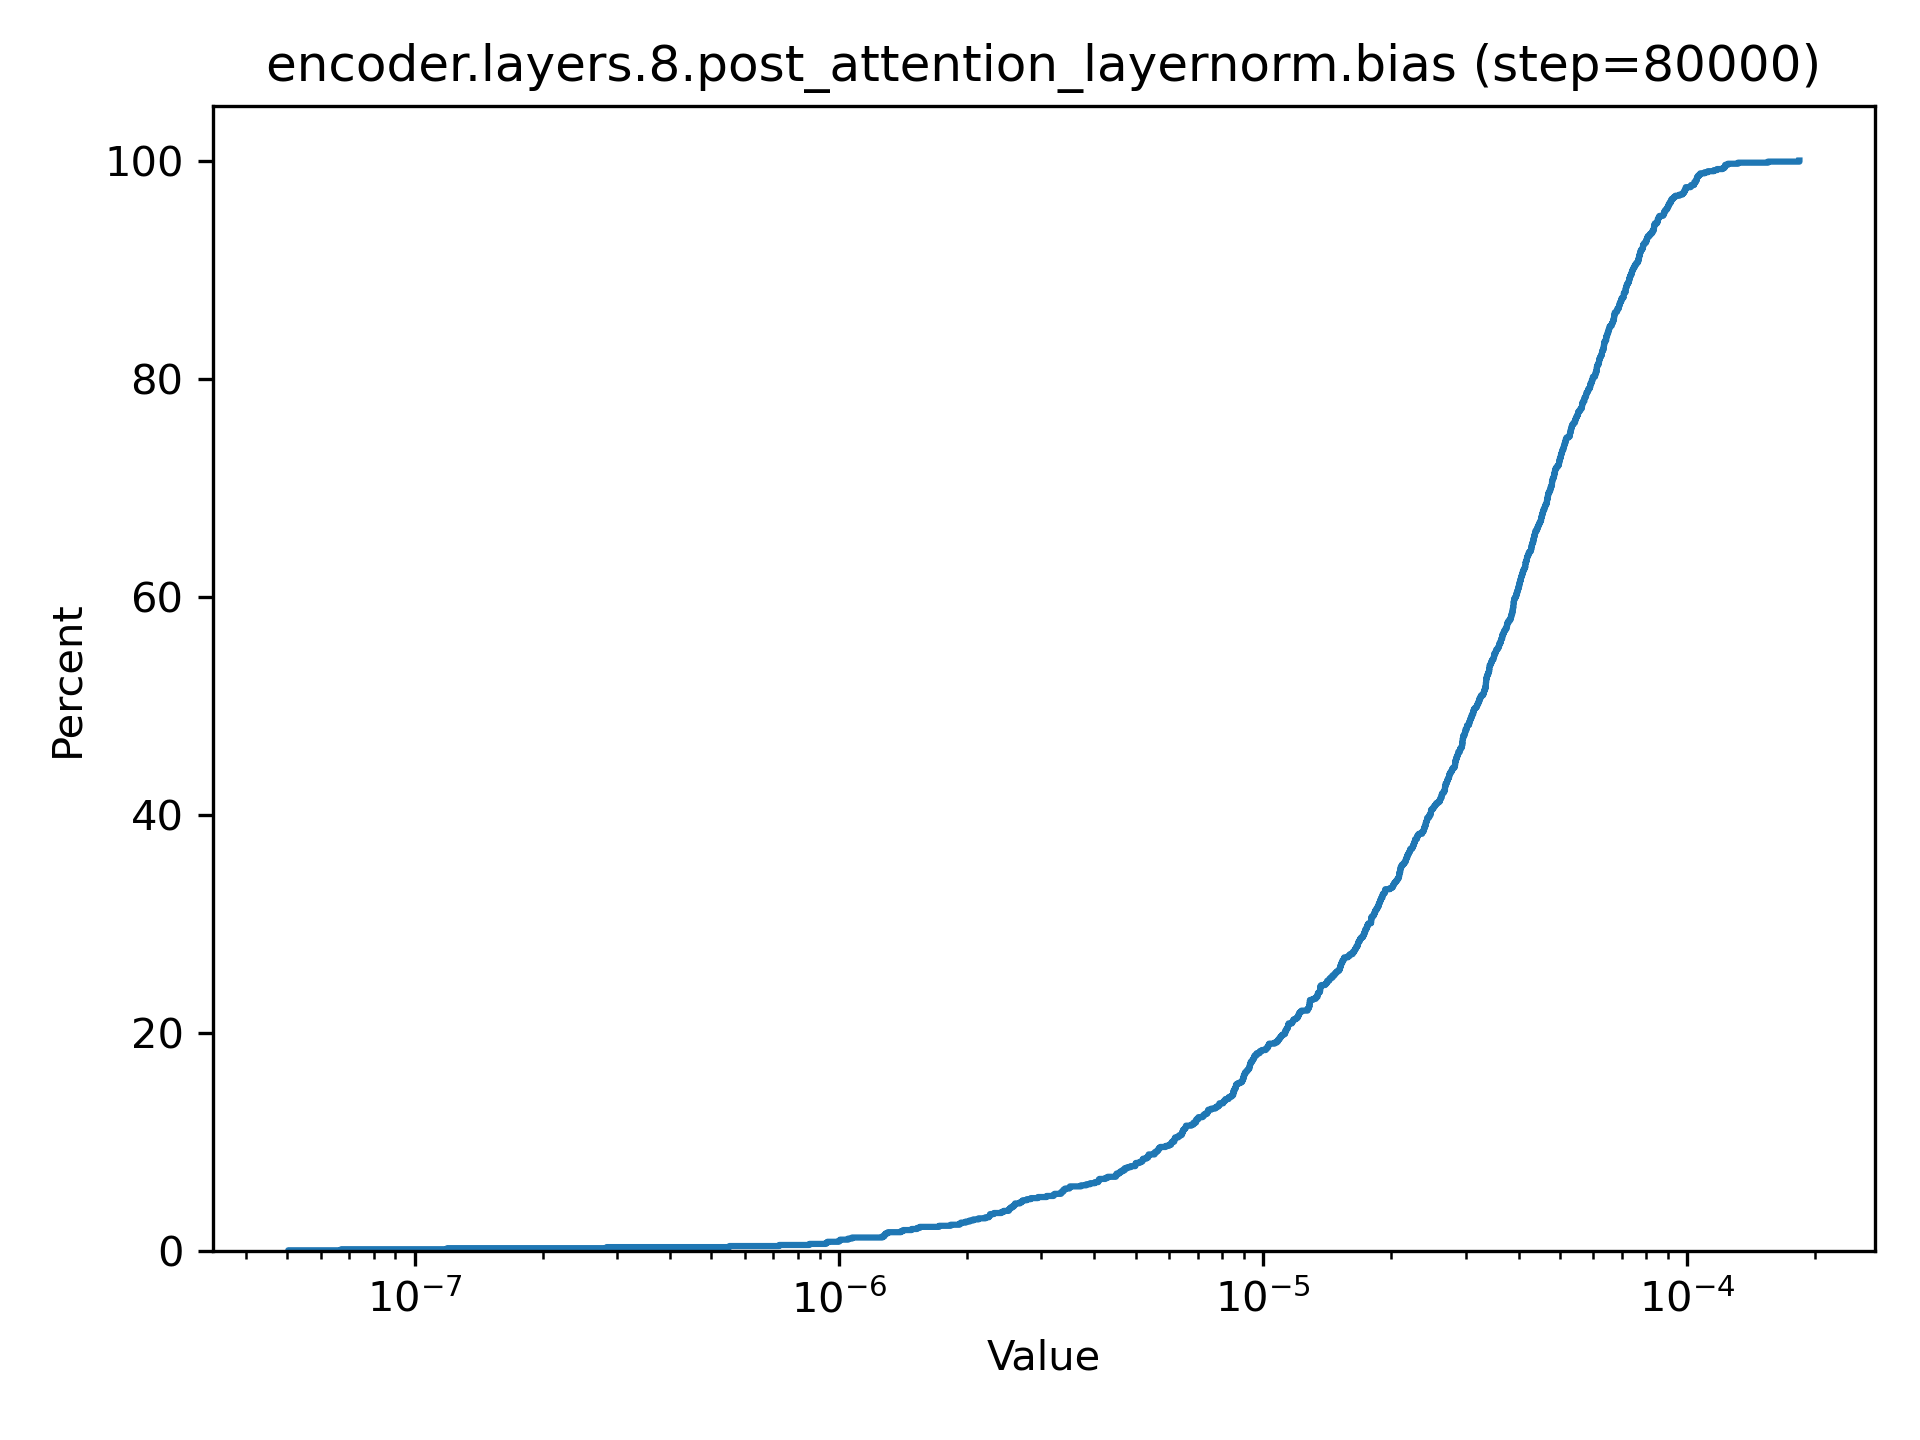 encoder.layers.8.post_attention_layernorm.bias (step=80000)
Percent
100
80
60
40
20
0
10⁻⁷ 10⁻⁶ 10⁻⁵ 10⁻⁴
Value